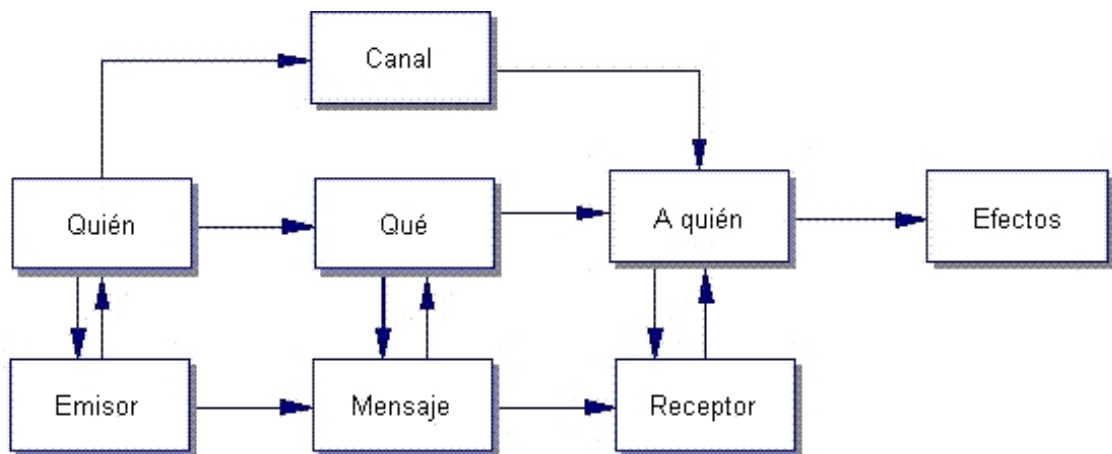 Canal
Quién
Qué
A quién
Efectos
Emisor
Mensaje
Receptor